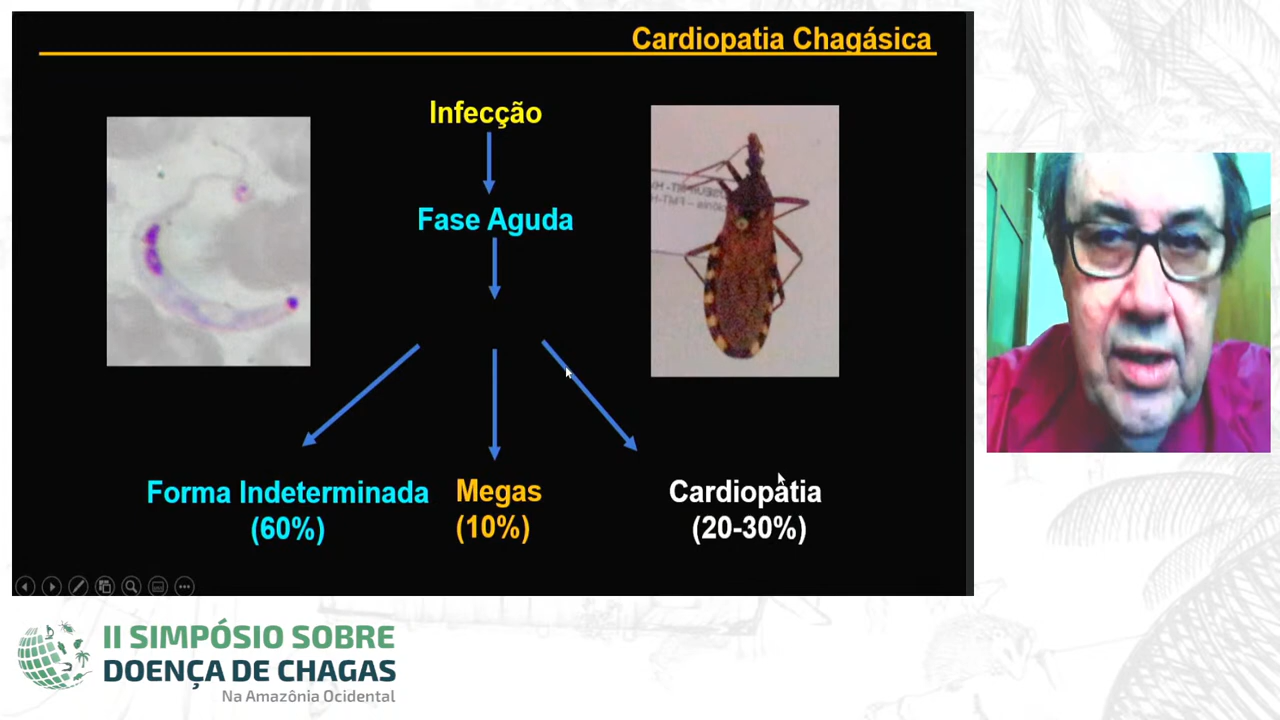 Cardiopatia Chagásica
Infecção
Fase Aguda
Forma Indeterminada
(60%)
Megas
(10%)
Cardiopatia
(20-30%)
II SIMPÓSIO SOBRE
DOENÇA DE CHAGAS
Na Amazônia Ocidental